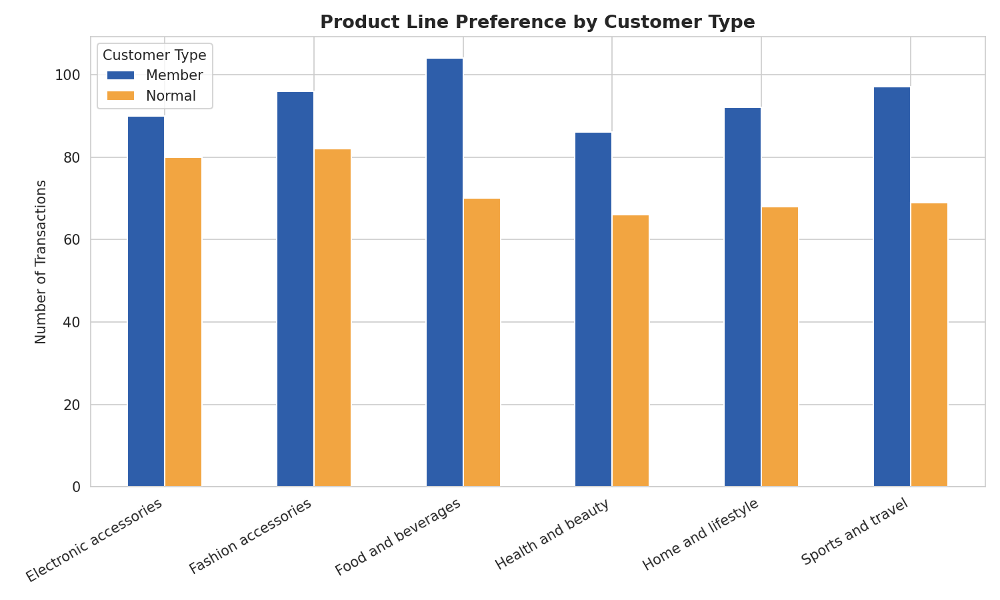 Product Line Preference by Customer Type
Customer Type
Member
Normal
Number of Transactions
100
80
60
40
20
0
Electronic accessories
Fashion accessories
Food and beverages
Health and beauty
Home and lifestyle
Sports and travel